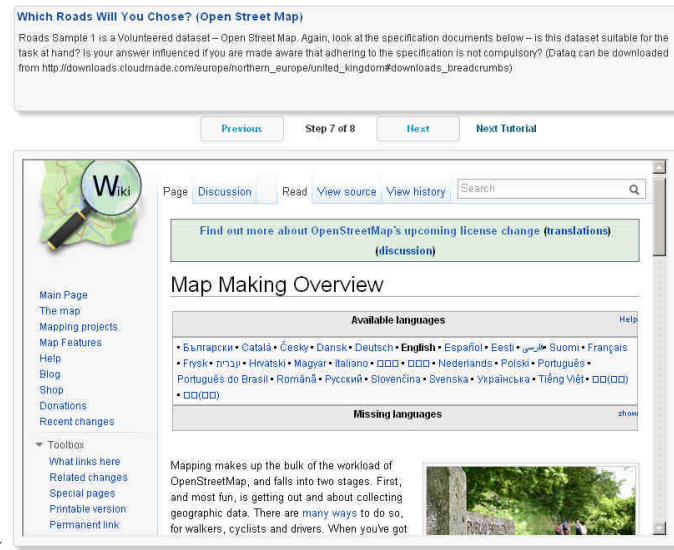 Which Roads Will You Chose? (Open Street Map)
Roads Sample 1 is a Volunteered dataset – Open Street Map. Again, look at the specification documents below – is this dataset suitable for the
task at hand? Is your answer influenced if you are made aware that adhering to the specification is not compulsory? (Dataq can be downloaded
from http://downloads.cloudmade.com/europe/northern_europe/united_kingdom#downloads_breadcrumbs)
Previous Step 7 of 8 Next Next Tutorial
Wiki
Page Discussion Read View source View history Search
Find out more about OpenStreetMap's upcoming license change (translations)
(discussion)
Map Making Overview
Available languages Help
• Български • Català • Česky • Dansk • Deutsch • English • Español • Eesti • فارسی • Suomi • Français
• Frysk • עברית • Hrvatski • Magyar • Italiano • □□□ • □□□ • Nederlands • Polski • Português •
Português do Brasil • Română • Русский • Slovenčina • Svenska • Українська • Tiếng Việt • □□(□□)
• □□(□□)
Missing languages show
Main Page
The map
Mapping projects
Map Features
Help
Blog
Shop
Donations
Recent changes
Toolbox
What links here
Related changes
Special pages
Printable version
Permanent link
Mapping makes up the bulk of the workload of
OpenStreetMap, and falls into two stages. First,
and most fun, is getting out and about collecting
geographic data. There are many ways to do so,
for walkers, cyclists and drivers. When you've got